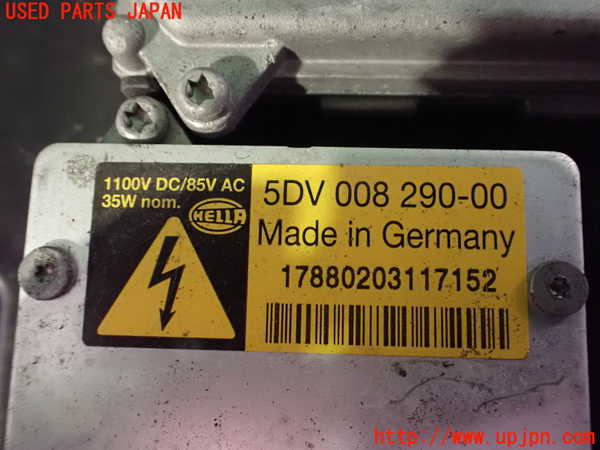 USED PARTS JAPAN
1100V DC/85V AC
35W nom.
HELLA
5DV 008 290-00
Made in Germany
17880203117152
http://www.upjpn.com/